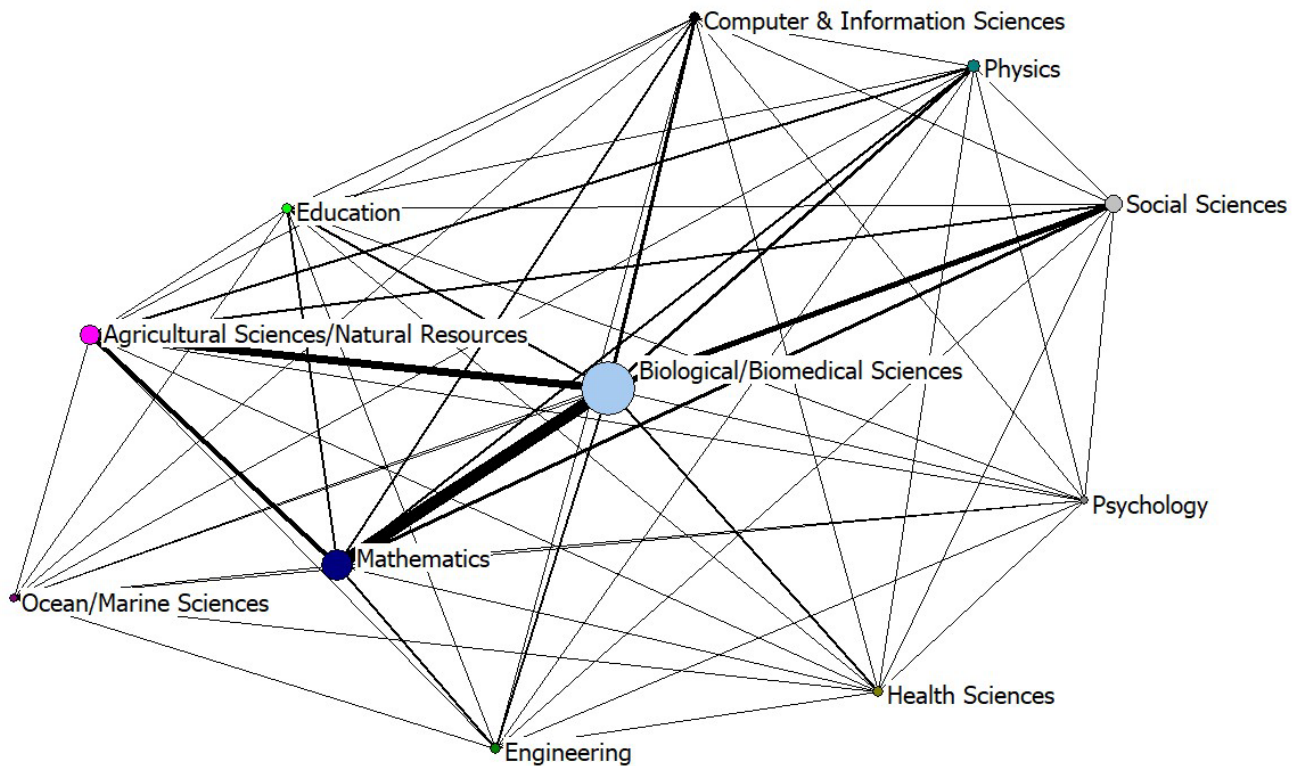 Computer & Information Sciences
Physics
Social Sciences
Education
Agricultural Sciences/Natural Resources
Biological/Biomedical Sciences
Psychology
Mathematics
Ocean/Marine Sciences
Health Sciences
Engineering